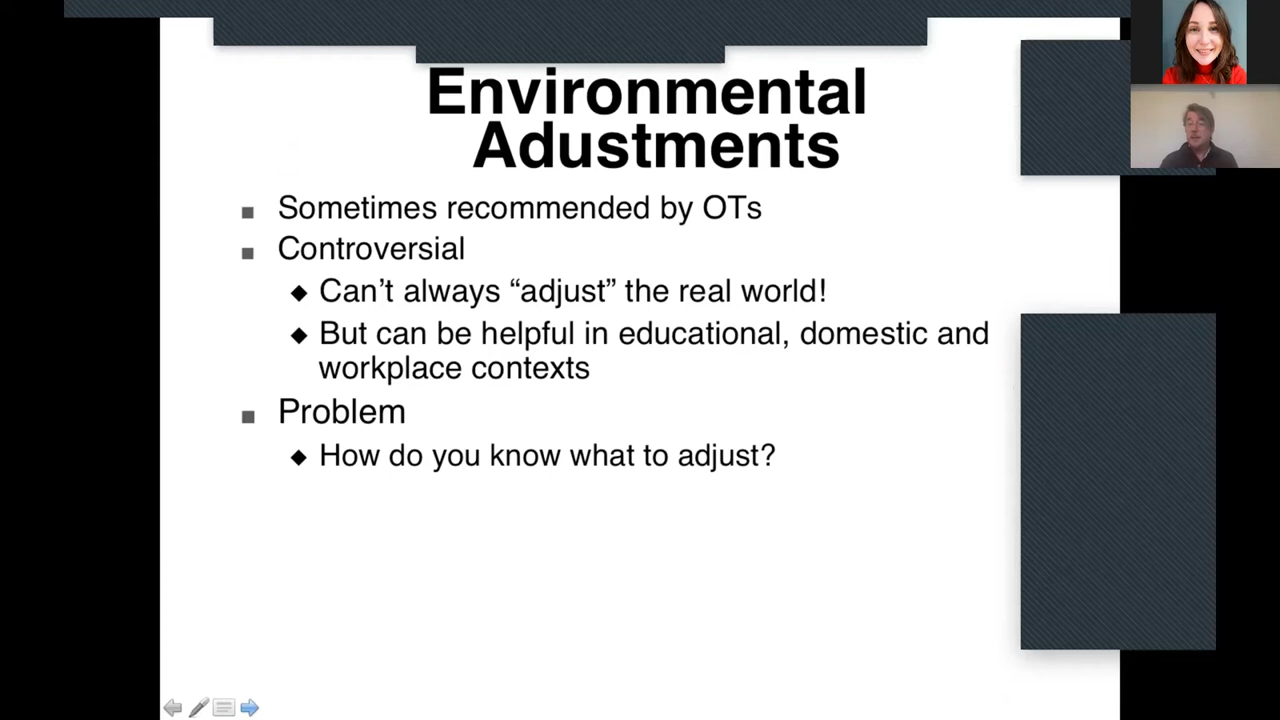 Environmental
Adustments
Sometimes recommended by OTs
Controversial
Can’t always “adjust” the real world!
But can be helpful in educational, domestic and
workplace contexts
Problem
How do you know what to adjust?